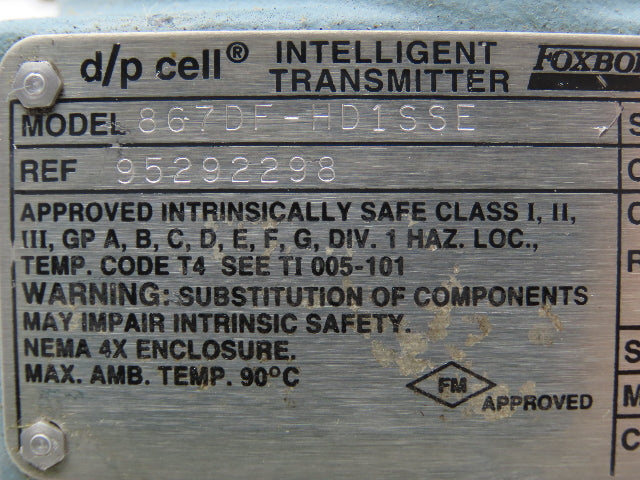 d/p cell® INTELLIGENT TRANSMITTER FOXBO
MODEL 867DF-HD1SSE
REF 95292298
APPROVED INTRINSICALLY SAFE CLASS I, II,
III, GP A, B, C, D, E, F, G, DIV. 1 HAZ. LOC.,
TEMP. CODE T4 SEE TI 005-101
WARNING: SUBSTITUTION OF COMPONENTS
MAY IMPAIR INTRINSIC SAFETY.
NEMA 4X ENCLOSURE.
MAX. AMB. TEMP. 90°C
FM APPROVED
S
C
C
R
S
M
C